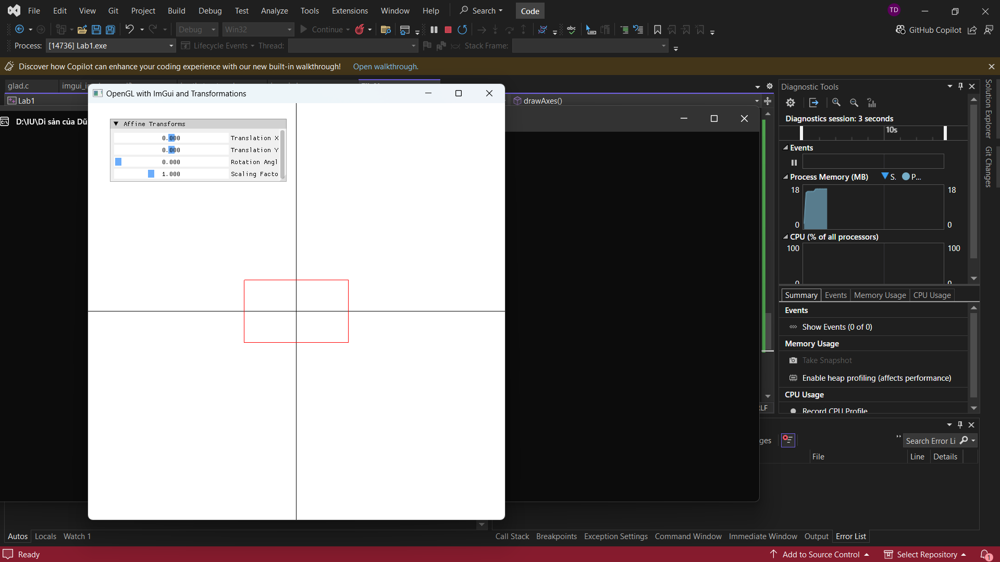 File Edit View Git Project Build Debug Test Analyze Tools Extensions Window Help Search Code TD
Debug Win32 Continue abc GitHub Copilot
Process: [14736] Lab1.exe Lifecycle Events Thread: Stack Frame:
Discover how Copilot can enhance your coding experience with our new built-in walkthrough! Open walkthrough.
glad.c
Lab1
drawAxes()
D:\IU\Di sản của Dũ
OpenGL with ImGui and Transformations
Affine Transforms
0.000 Translation X
0.000 Translation Y
0.000 Rotation Angl
1.000 Scaling Facto
Diagnostic Tools
Diagnostics session: 3 seconds
10s
Events
Process Memory (MB) S. P...
18 18
0 0
CPU (% of all processors)
100 100
0 0
Summary Events Memory Usage CPU Usage
Events
Show Events (0 of 0)
Memory Usage
Take Snapshot
Enable heap profiling (affects performance)
CPU Usage
Record CPU Profile
Solution Explorer
Git Changes
LF
ges
Search Error Li
File Line Details
Autos Locals Watch 1
Call Stack Breakpoints Exception Settings Command Window Immediate Window Output Error List
Ready
Add to Source Control Select Repository 1